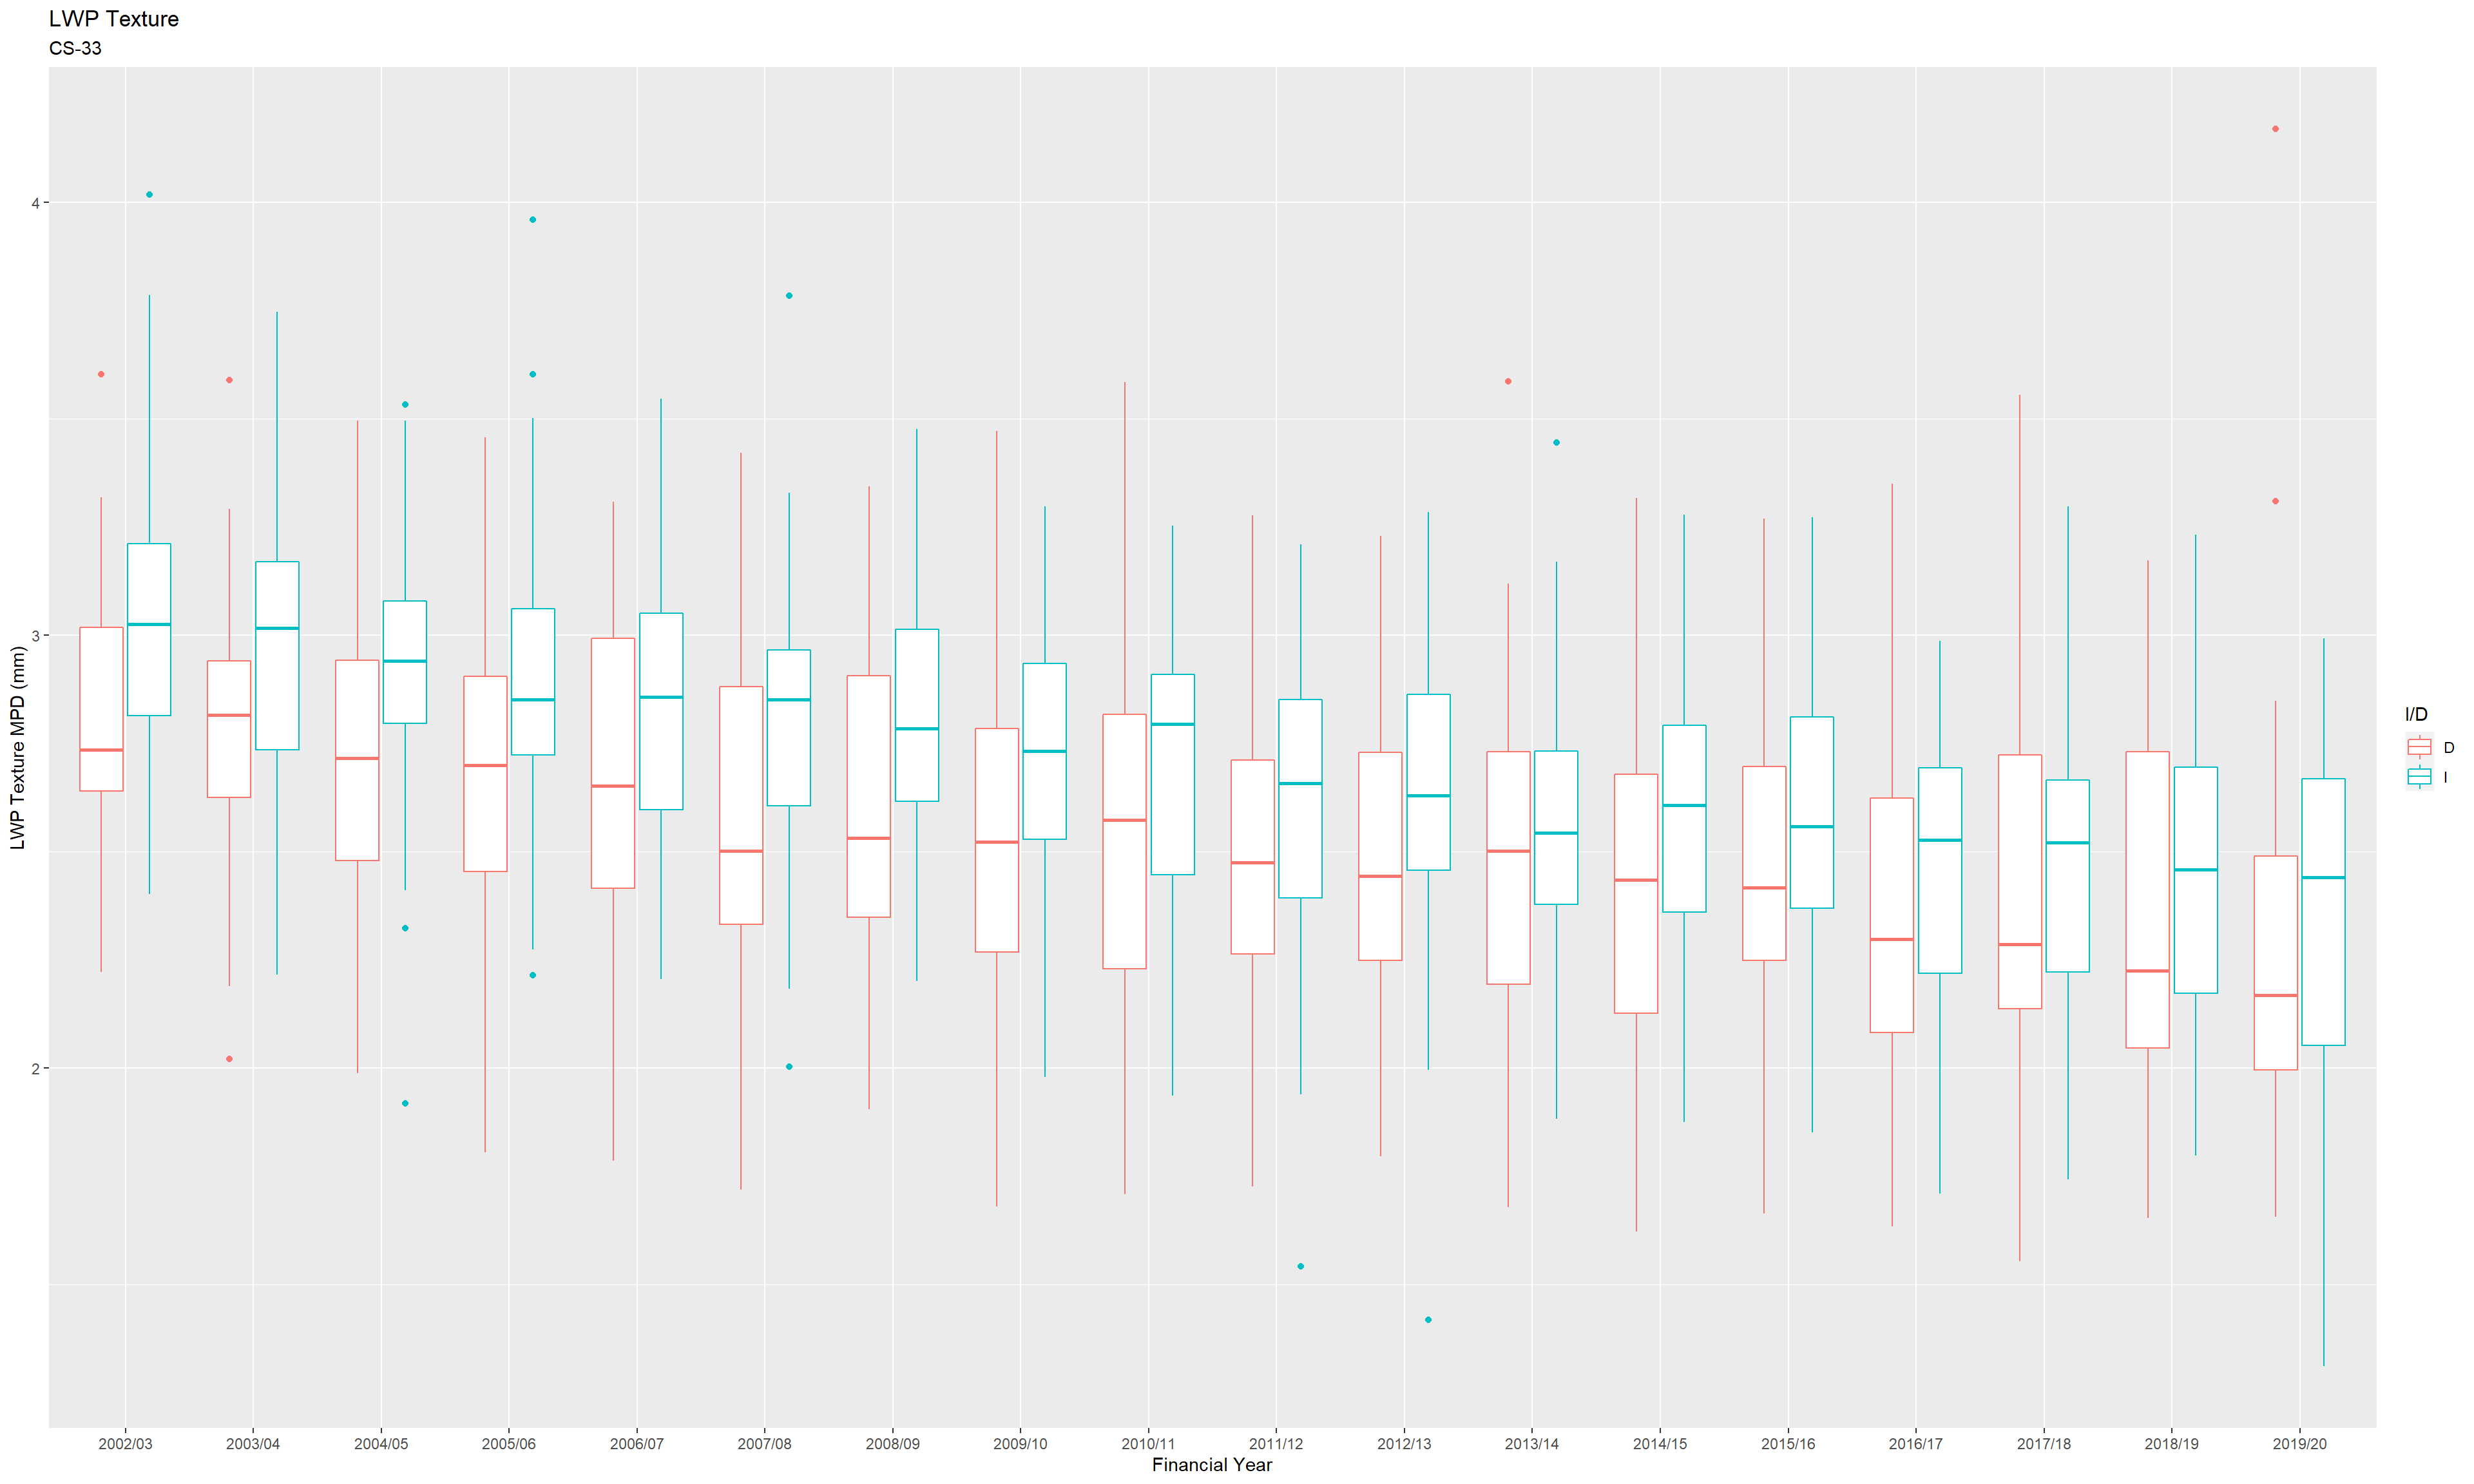 LWP Texture
CS-33
LWP Texture MPD (mm)
4
3
2
2002/03 2003/04 2004/05 2005/06 2006/07 2007/08 2008/09 2009/10 2010/11 2011/12 2012/13 2013/14 2014/15 2015/16 2016/17 2017/18 2018/19 2019/20
Financial Year
I/D
D
I